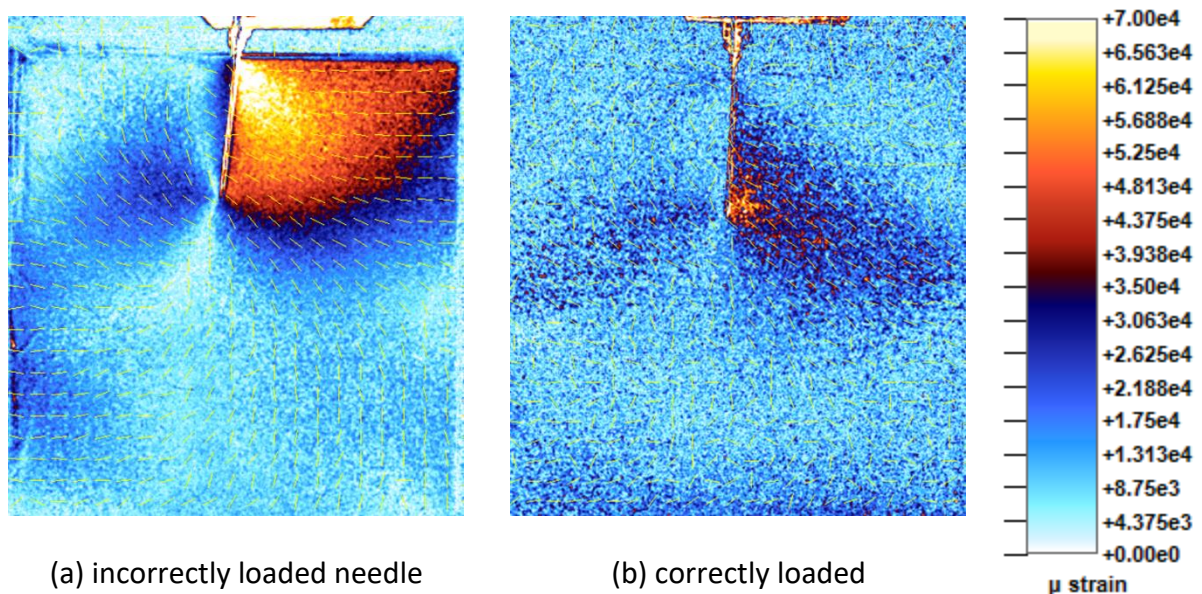 +7.00e4
+6.563e4
+6.125e4
+5.688e4
+5.25e4
+4.813e4
+4.375e4
+3.938e4
+3.50e4
+3.063e4
+2.625e4
+2.188e4
+1.75e4
+1.313e4
+8.75e3
+4.375e3
+0.00e0
µ strain
(a) incorrectly loaded needle
(b) correctly loaded